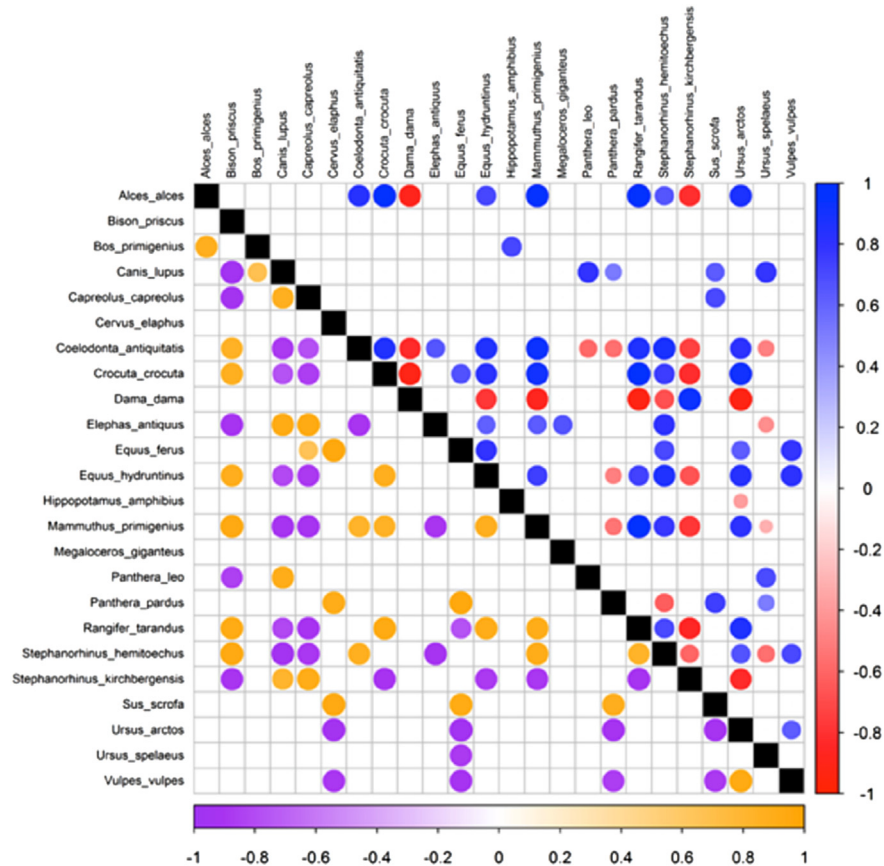 Alces_alces
Bison_priscus
Bos_primigenius
Canis_lupus
Capreolus_capreolus
Cervus_elaphus
Coelodonta_antiquitatis
Crocuta_crocuta
Dama_dama
Elephas_antiquus
Equus_ferus
Equus_hydruntinus
Hippopotamus_amphibius
Mammuthus_primigenius
Megaloceros_giganteus
Panthera_leo
Panthera_pardus
Rangifer_tarandus
Stephanorhinus_hemitoechus
Stephanorhinus_kirchbergensis
Sus_scrofa
Ursus_arctos
Ursus_spelaeus
Vulpes_vulpes
Alces_alces
Bison_priscus
Bos_primigenius
Canis_lupus
Capreolus_capreolus
Cervus_elaphus
Coelodonta_antiquitatis
Crocuta_crocuta
Dama_dama
Elephas_antiquus
Equus_ferus
Equus_hydruntinus
Hippopotamus_amphibius
Mammuthus_primigenius
Megaloceros_giganteus
Panthera_leo
Panthera_pardus
Rangifer_tarandus
Stephanorhinus_hemitoechus
Stephanorhinus_kirchbergensis
Sus_scrofa
Ursus_arctos
Ursus_spelaeus
Vulpes_vulpes
1
0.8
0.6
0.4
0.2
0
-0.2
-0.4
-0.6
-0.8
-1
-1 -0.8 -0.6 -0.4 -0.2 0 0.2 0.4 0.6 0.8 1